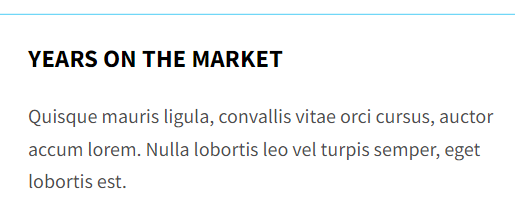 YEARS ON THE MARKET
Quisque mauris ligula, convallis vitae orci cursus, auctor
accum lorem. Nulla lobortis leo vel turpis semper, eget
lobortis est.